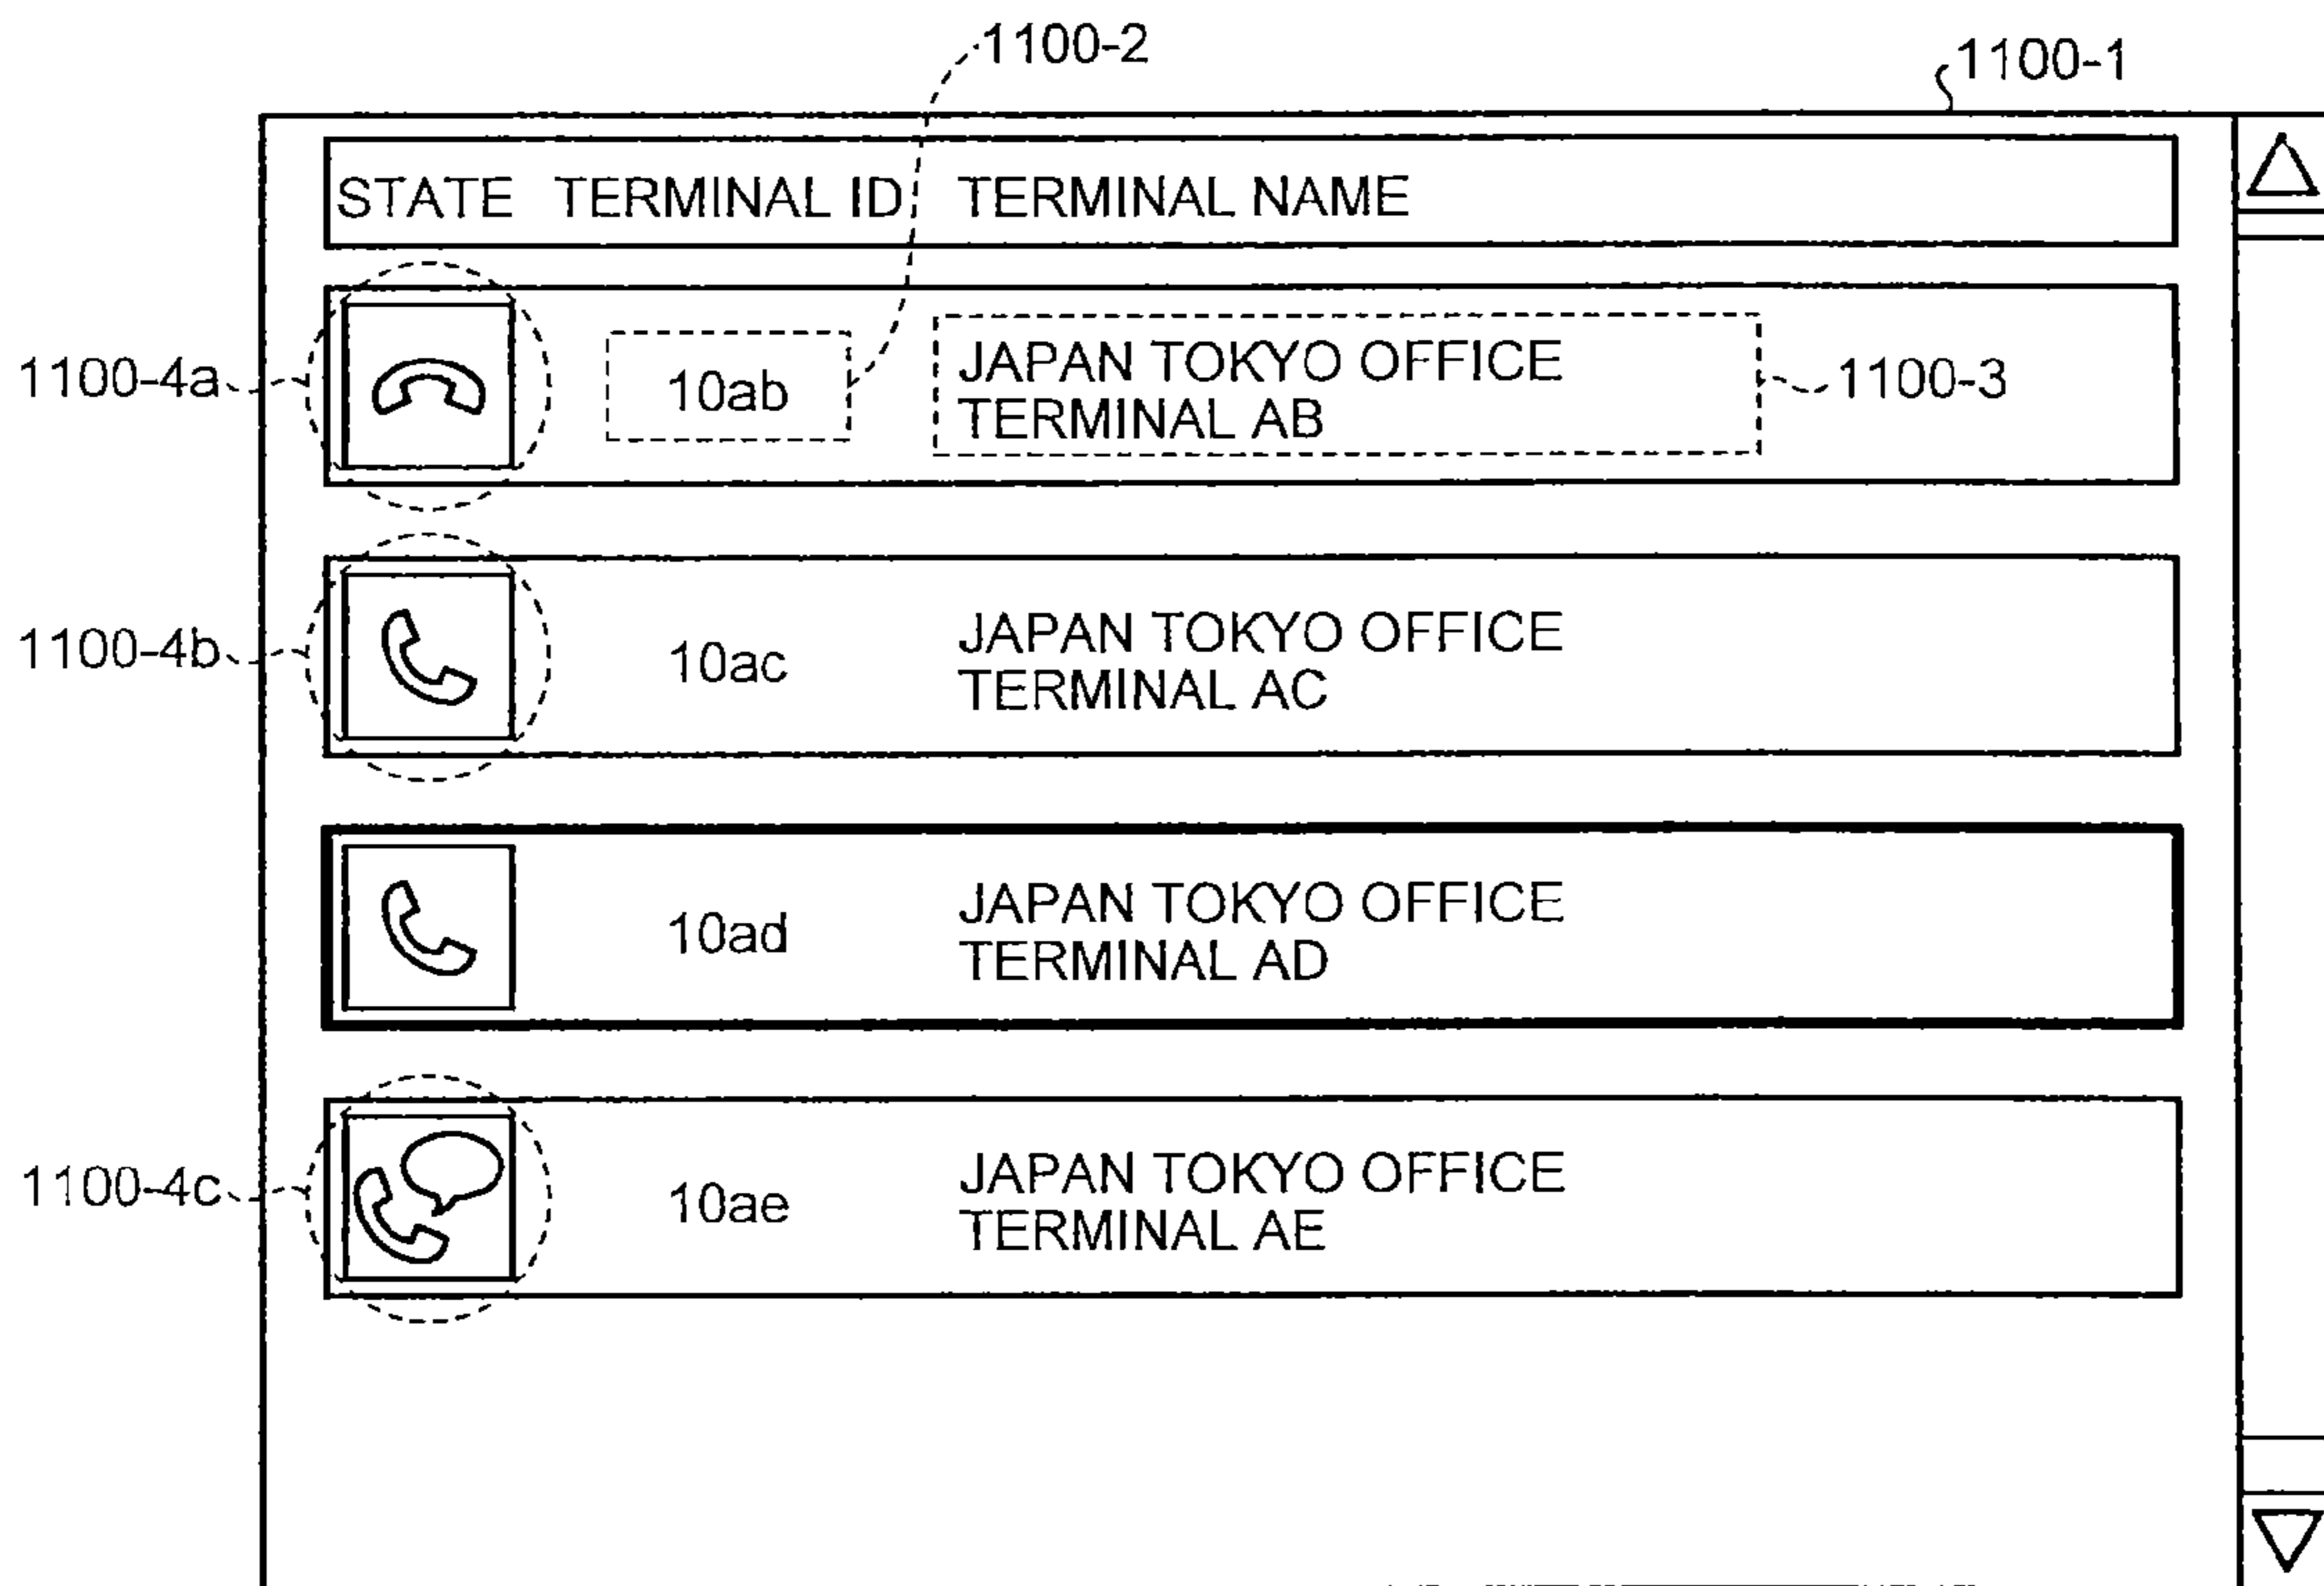 1100-2
1100-1
STATE TERMINAL ID TERMINAL NAME
1100-4a
10ab
JAPAN TOKYO OFFICE
TERMINAL AB
1100-3
1100-4b
10ac
JAPAN TOKYO OFFICE
TERMINAL AC
10ad
JAPAN TOKYO OFFICE
TERMINAL AD
1100-4c
10ae
JAPAN TOKYO OFFICE
TERMINAL AE